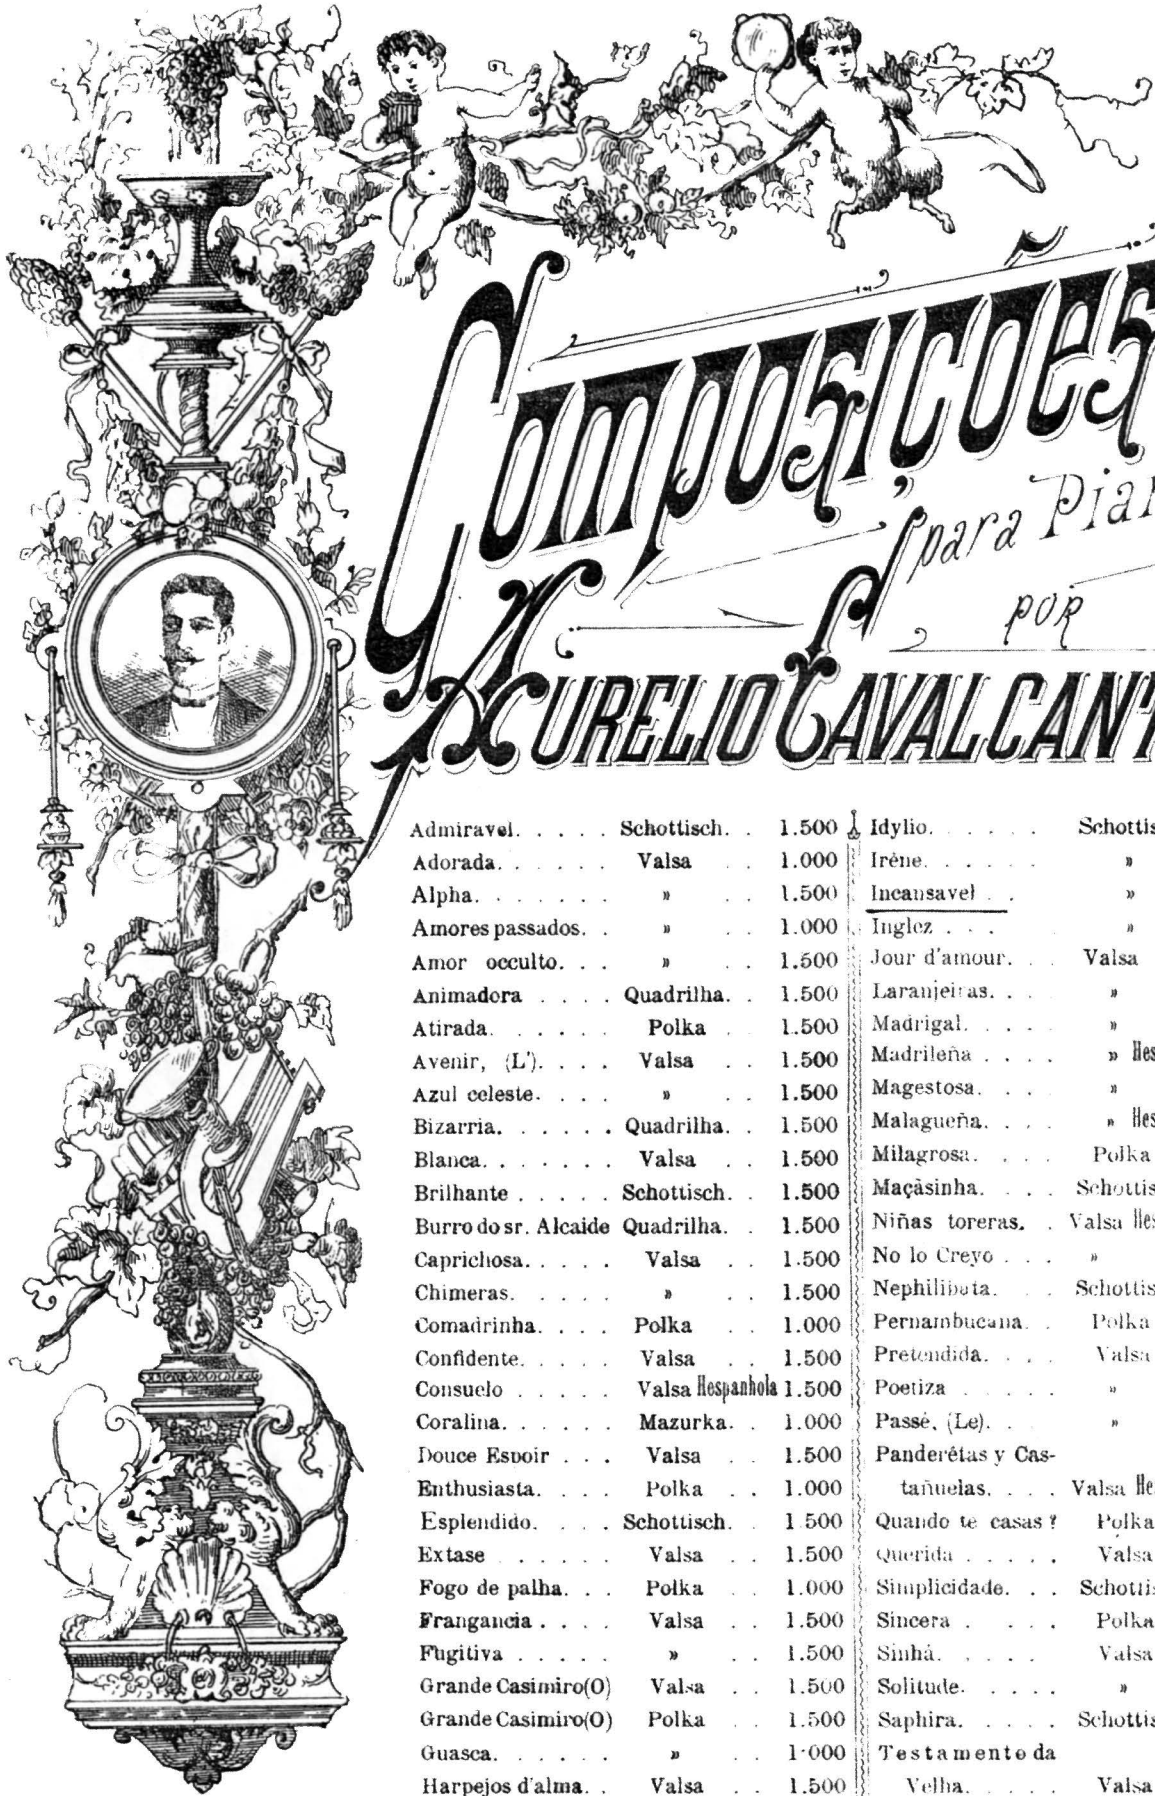 Composições
para Pian
por
Aurelio Cavalcant
Admiravel. . . . . Schottisch. . 1.500
Adorada. . . . . . Valsa . . 1.000
Alpha. . . . . . . » . . 1.500
Amores passados. . » . . 1.000
Amor occulto. . . » . . 1.500
Animadora . . . . Quadrilha. . 1.500
Atirada. . . . . . Polka . . 1.500
Avenir, (L'). . . . Valsa . . 1.500
Azul celeste. . . . » . . 1.500
Bizarria. . . . . . Quadrilha. . 1.500
Blanca. . . . . . . Valsa . . 1.500
Brilhante . . . . . Schottisch. . 1.500
Burro do sr. Alcaide Quadrilha. . 1.500
Caprichosa. . . . . Valsa . . 1.500
Chimeras. . . . . » . . 1.500
Comadrinha. . . . Polka . . 1.000
Confidente. . . . . Valsa . . 1.500
Consuelo . . . . . Valsa Hespanhola 1.500
Coralina. . . . . . Mazurka. . 1.000
Douce Espoir . . . Valsa . . 1.500
Enthusiasta. . . . Polka . . 1.000
Esplendido. . . . . Schottisch. . 1.500
Extase . . . . . . Valsa . . 1.500
Fogo de palha. . . Polka . . 1.000
Frangancia . . . . Valsa . . 1.500
Fugitiva . . . . . » . . 1.500
Grande Casimiro(O) Valsa . . 1.500
Grande Casimiro(O) Polka . . 1.500
Guasca. . . . . . » . . 1.000
Harpejos d'alma. . Valsa . . 1.500
Idylio. . . . . . Schottis
Iréne. . . . . . »
Incansavel . . »
Inglez . . . »
Jour d'amour. . . Valsa
Laranjeiras. . . . »
Madrigal. . . . . »
Madrileña . . . . » Hes
Magestosa. . . . »
Malagueña. . . . » Hes
Milagrosa. . . . Polka
Maçàsinha. . . . Schottis
Niñas toreras. . Valsa Hes
No lo Creyo . . . »
Nephilibata. . . Schottis
Pernambucana. . Polka
Pretendida. . . . Valsa
Poetiza . . . . . »
Passé, (Le). . »
Panderétas y Cas-
tañuelas. . . . Valsa He
Quando te casas? Polka
Querida . . . . . Valsa
Simplicidade. . . Schottis
Sincera . . . . Polka
Sinhá. . . . . Valsa
Solitude. . . . . »
Saphira. . . . . Schottis
Testamento da
Velha. . . . . Valsa